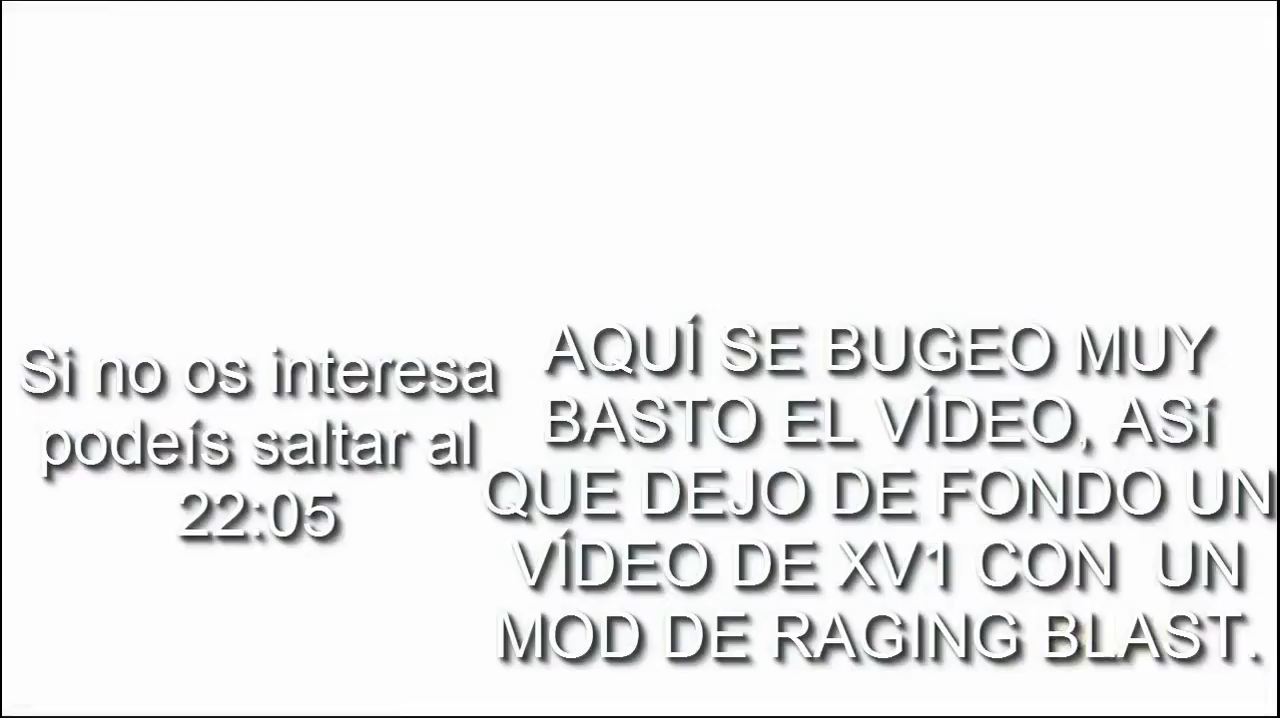 Si no os interesa
podeís saltar al
22:05
AQUÍ SE BUGEO MUY
BASTO EL VÍDEO, ASí
QUE DEJO DE FONDO UN
VÍDEO DE XV1 CON UN
MOD DE RAGING BLAST.